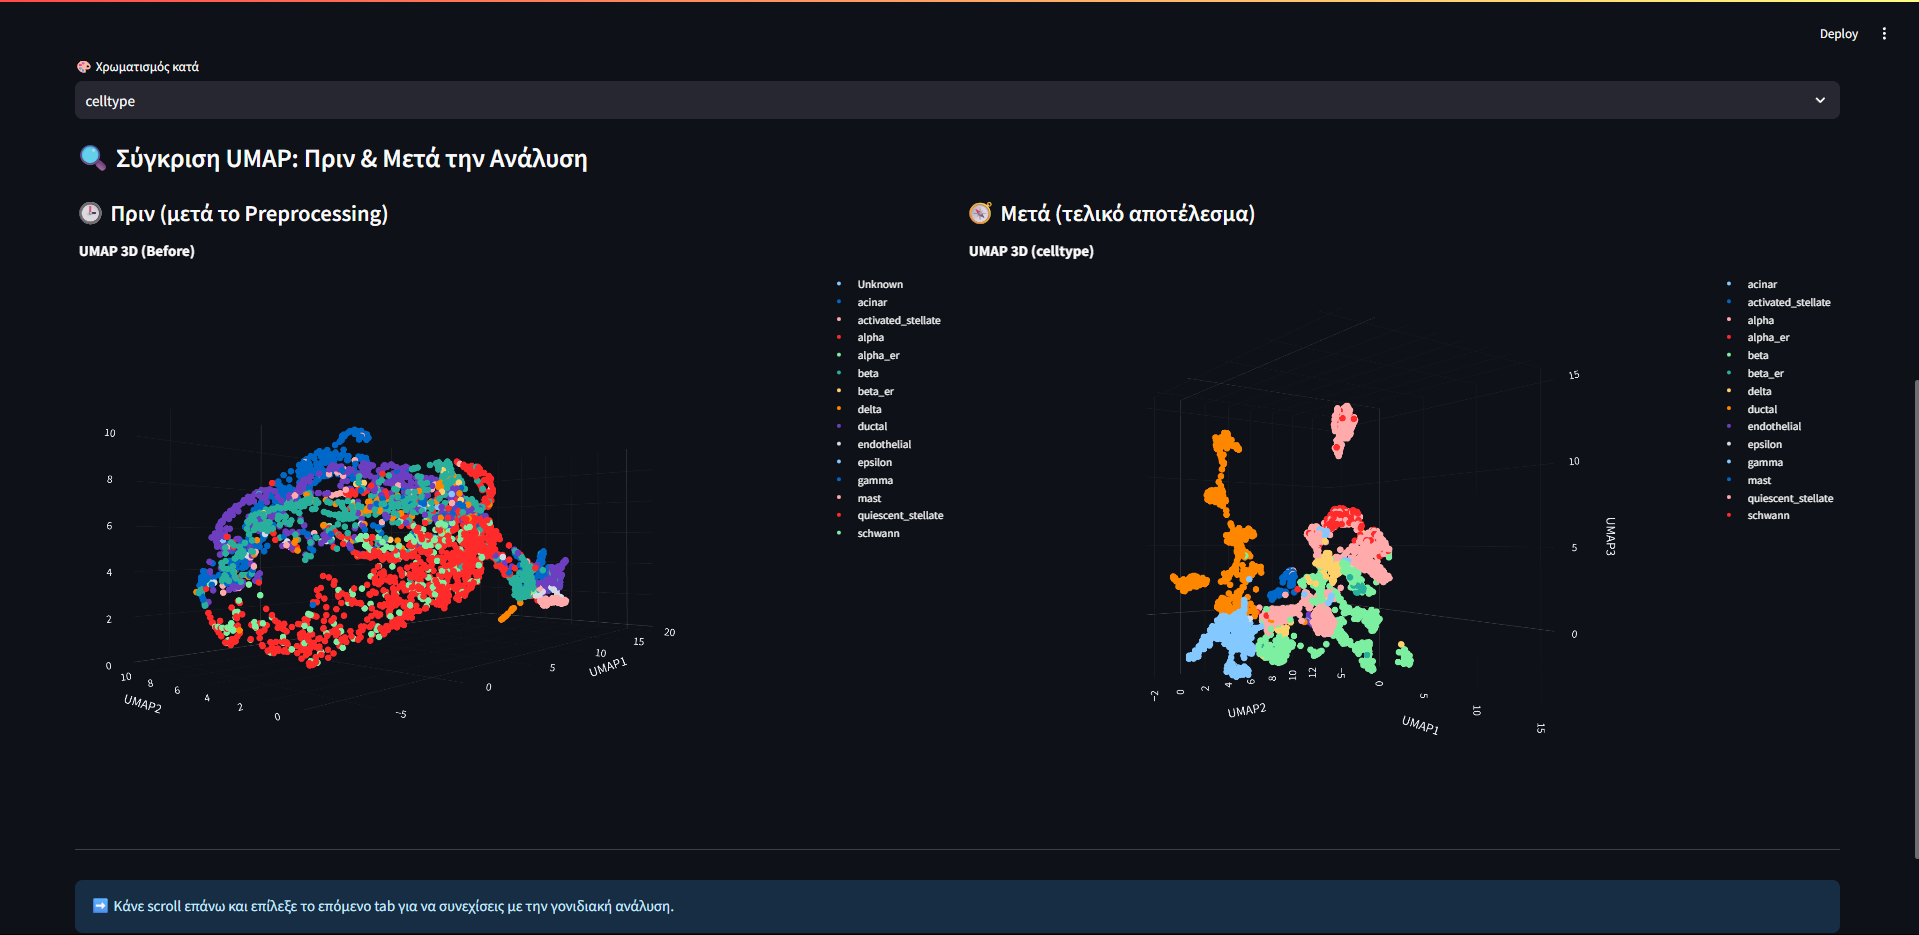 Deploy
Χρωματισμός κατά
celltype
Σύγκριση UMAP: Πριν & Μετά την Ανάλυση
Πριν (μετά το Preprocessing)
UMAP 3D (Before)
Unknown
acinar
activated_stellate
alpha
alpha_er
beta
beta_er
delta
ductal
endothelial
epsilon
gamma
mast
quiescent_stellate
schwann
10
8
6
4
2
0
10
8
6
4
2
0
UMAP2
−5
0
5
10
15
20
UMAP1
Μετά (τελικό αποτέλεσμα)
UMAP 3D (celltype)
acinar
activated_stellate
alpha
alpha_er
beta
beta_er
delta
ductal
endothelial
epsilon
gamma
mast
quiescent_stellate
schwann
15
10
5
0
UMAP3
−2
0
2
4
6
8
10
12
UMAP2
−5
0
5
10
15
UMAP1
Κάνε scroll επάνω και επίλεξε το επόμενο tab για να συνεχίσεις με την γονιδιακή ανάλυση.